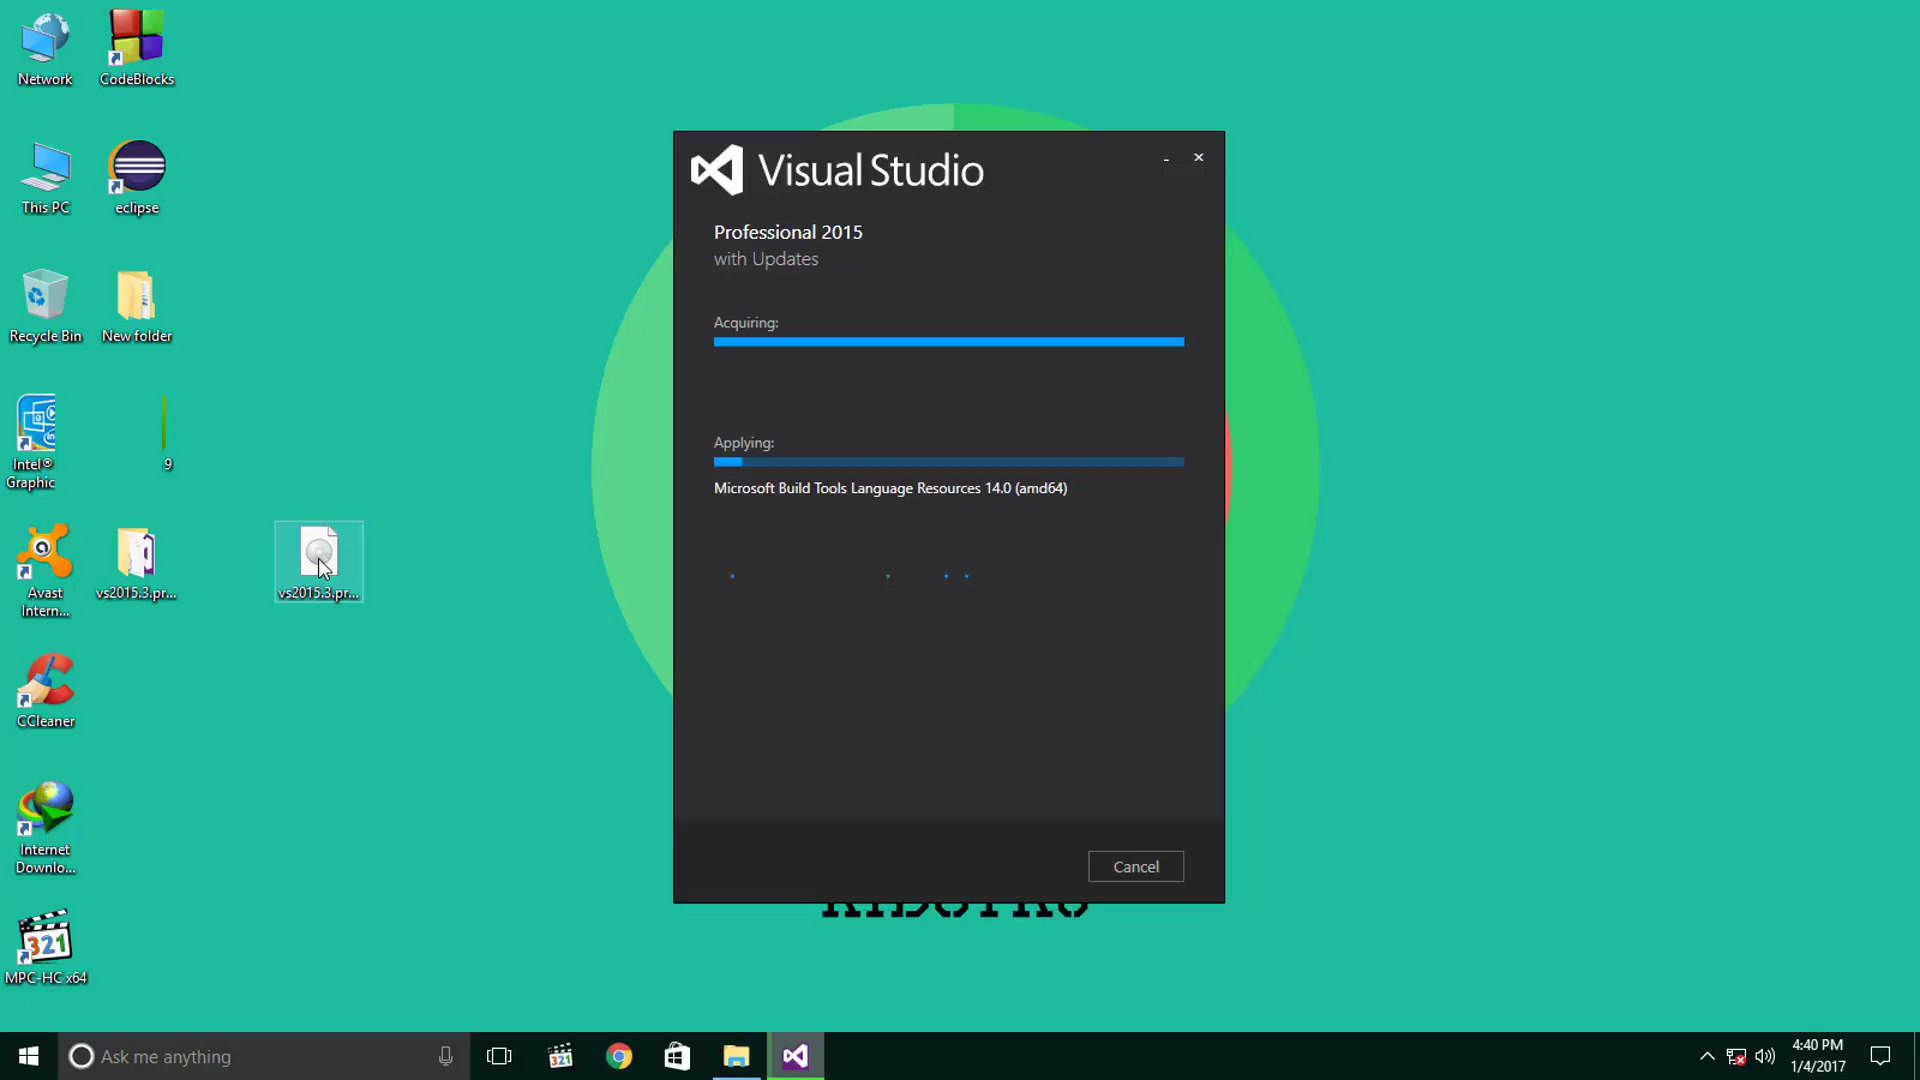 Network
CodeBlocks
This PC
eclipse
Recycle Bin
New folder
Intel®
Graphic
9
Avast
Intern...
vs2015.3.pr...
vs2015.3.pr...
CCleaner
Internet
Downlo...
321
MPC-HC x64
Visual Studio
Professional 2015
with Updates
Acquiring:
Applying:
Microsoft Build Tools Language Resources 14.0 (amd64)
Cancel
Ask me anything
321
4:40 PM
1/4/2017